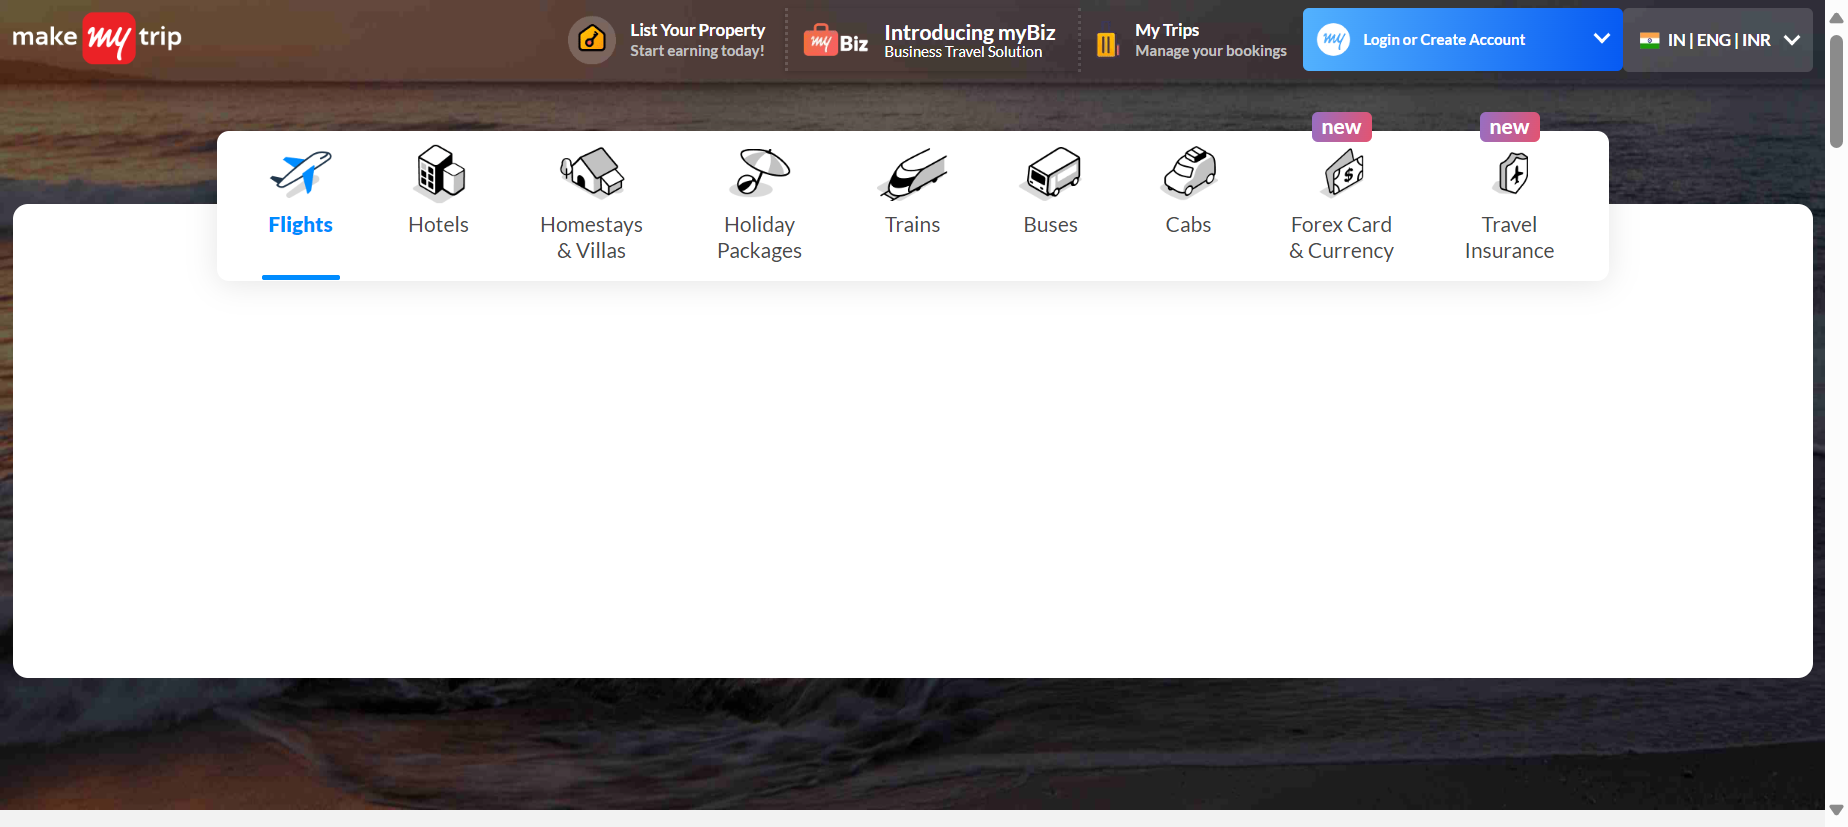 make my trip
List Your Property
Start earning today!
my Biz
Introducing myBiz
Business Travel Solution
My Trips
Manage your bookings
my
Login or Create Account
IN | ENG | INR
new
new
Flights
Hotels
Homestays
& Villas
Holiday
Packages
Trains
Buses
Cabs
Forex Card
& Currency
Travel
Insurance